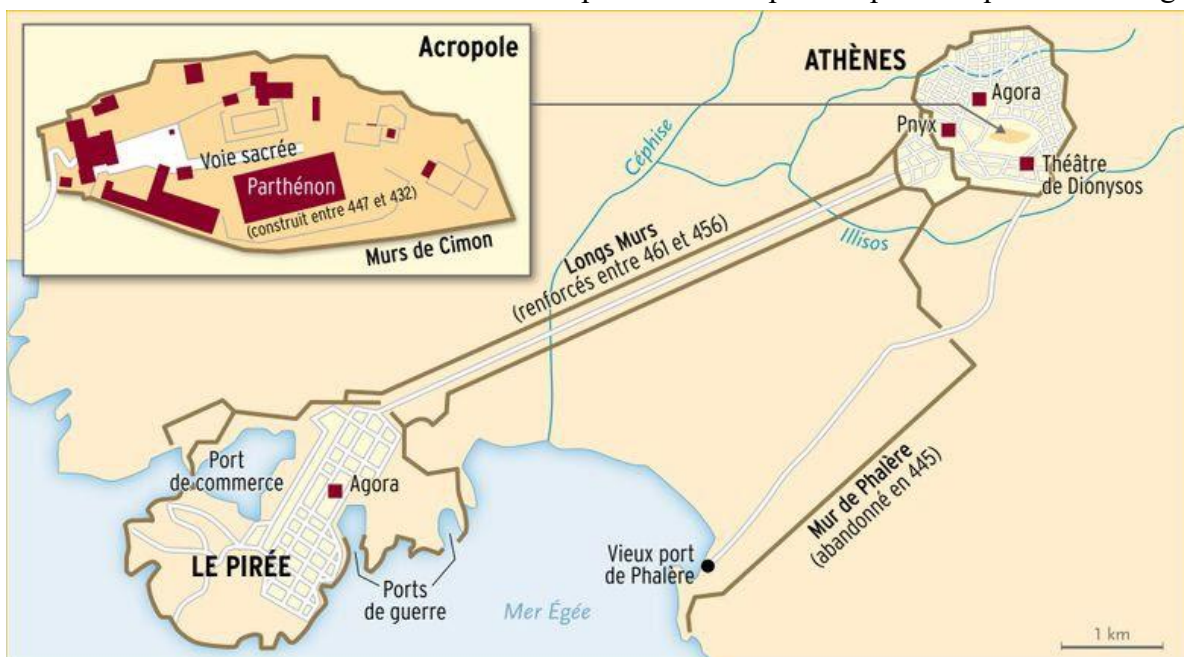 Acropole
Voie sacrée
Parthénon
(construit entre 447 et 432)
Murs de Cimon
ATHÈNES
Agora
Pnyx
Théâtre
de Dionysos
Céphise
Illisos
Longs Murs
(renforcés entre 461 et 456)
Port
de commerce
Agora
LE PIRÉE
Ports
de guerre
Mer Égée
Vieux port
de Phalère
Mur de Phalère
(abandonné en 445)
1 km